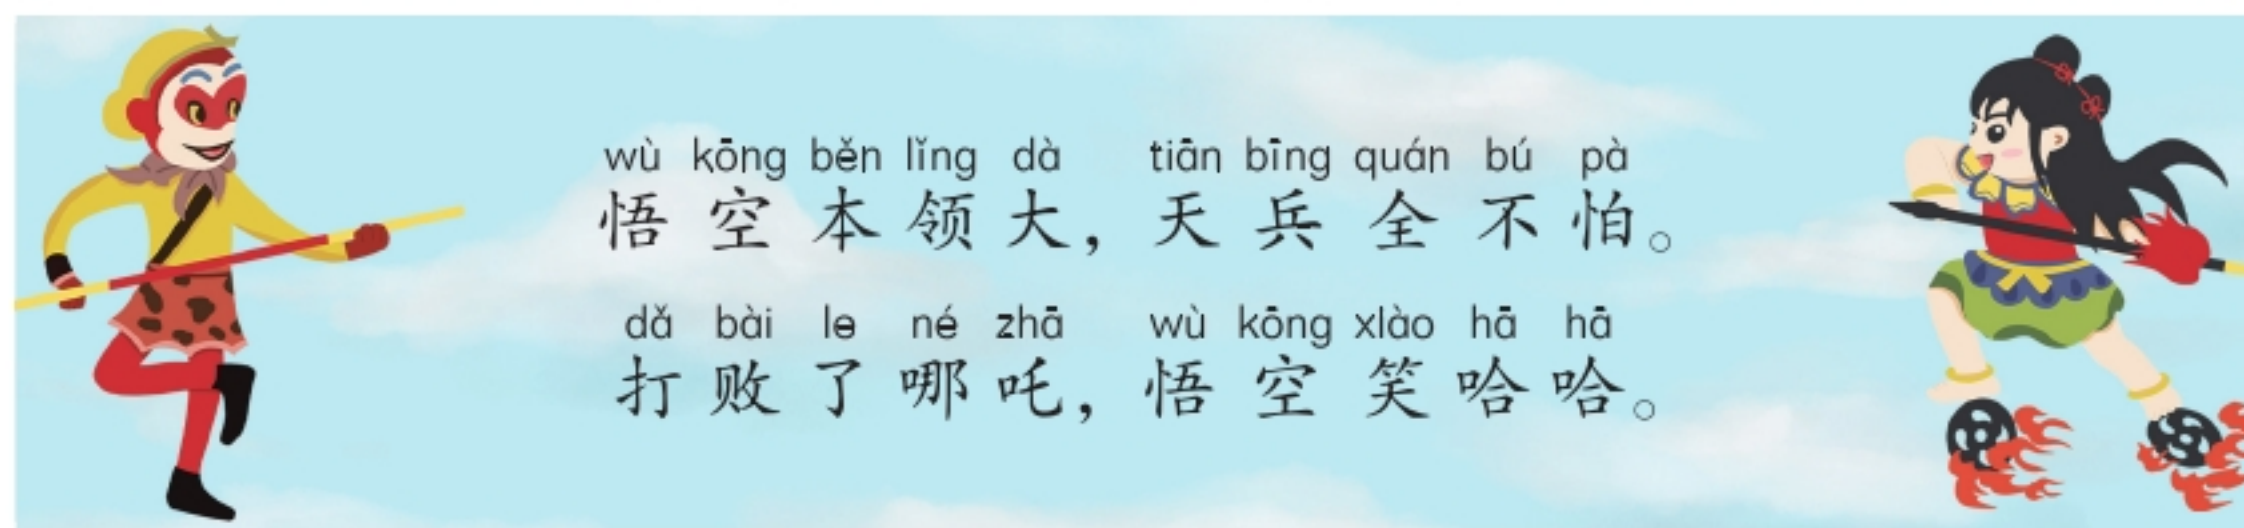 wù kōng běn lǐng dà tiān bīng quán bú pà
悟空本领大，天兵全不怕。
dǎ bài le né zhā wù kōng xlào hā hā
打败了哪吒，悟空笑哈哈。